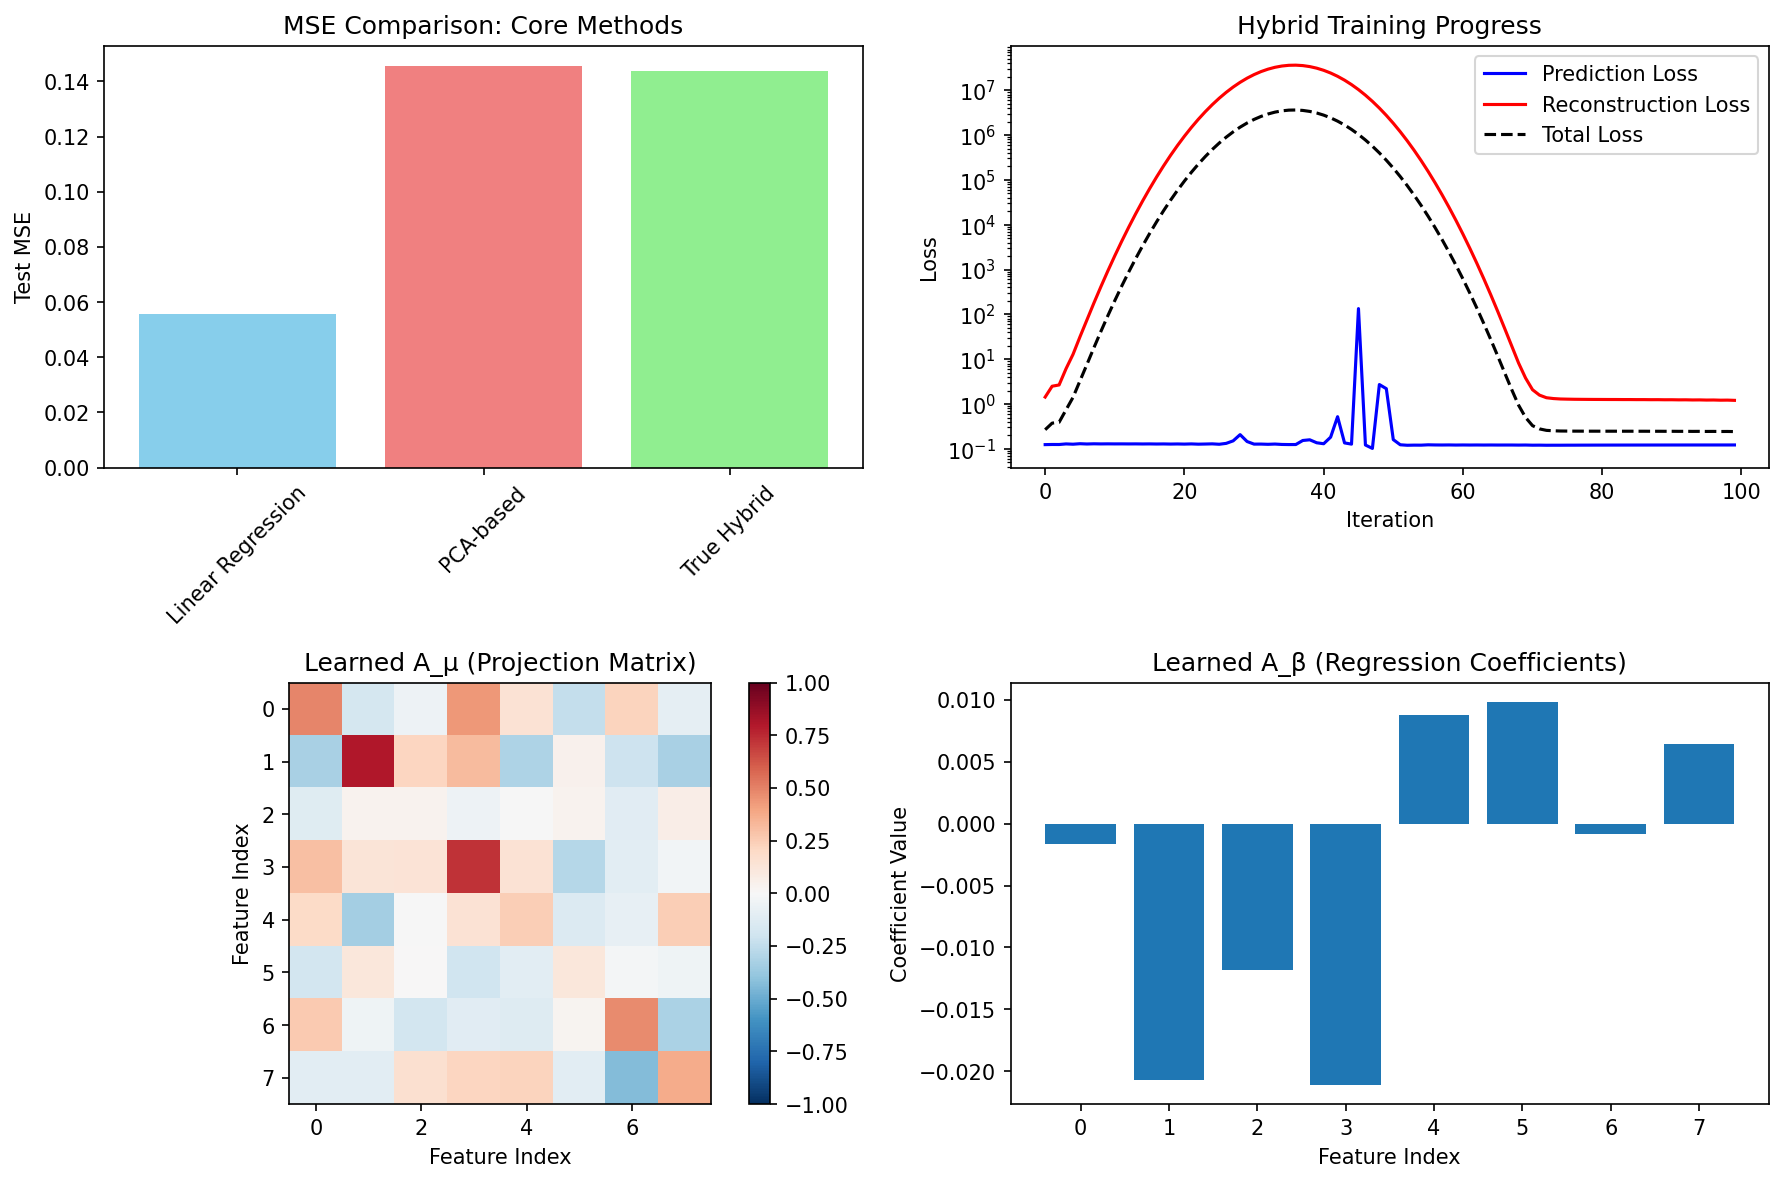 MSE Comparison: Core Methods
Test MSE
0.14
0.12
0.10
0.08
0.06
0.04
0.02
0.00
Linear Regression
PCA-based
True Hybrid
Hybrid Training Progress
Loss
10^7
10^6
10^5
10^4
10^3
10^2
10^1
10^0
10^−1
Prediction Loss
Reconstruction Loss
Total Loss
0 20 40 60 80 100
Iteration
Learned A_μ (Projection Matrix)
Feature Index
0
1
2
3
4
5
6
7
0 2 4 6
Feature Index
1.00
0.75
0.50
0.25
0.00
−0.25
−0.50
−0.75
−1.00
Learned A_β (Regression Coefficients)
Coefficient Value
0.010
0.005
0.000
−0.005
−0.010
−0.015
−0.020
0 1 2 3 4 5 6 7
Feature Index